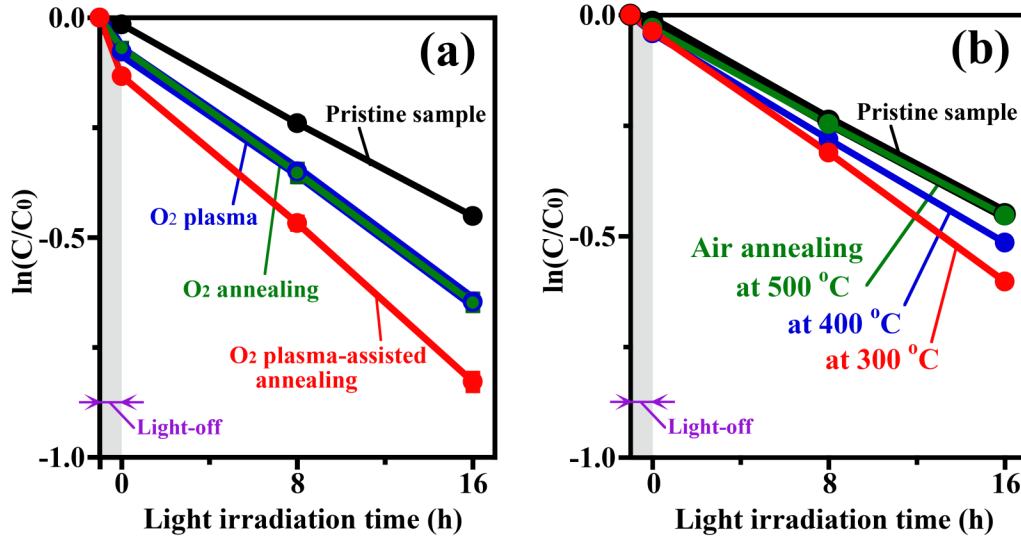 (a)
0.0
-0.5
-1.0
ln(C/C0)
Pristine sample
O2 plasma
O2 annealing
O2 plasma-assisted
annealing
Light-off
0
8
16
Light irradiation time (h)
(b)
0.0
-0.5
-1.0
ln(C/C0)
Pristine sample
Air annealing
at 500 °C
at 400 °C
at 300 °C
Light-off
0
8
16
Light irradiation time (h)